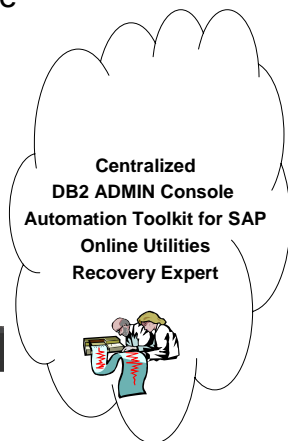 Centralized
DB2 ADMIN Console
Automation Toolkit for SAP
Online Utilities
Recovery Expert